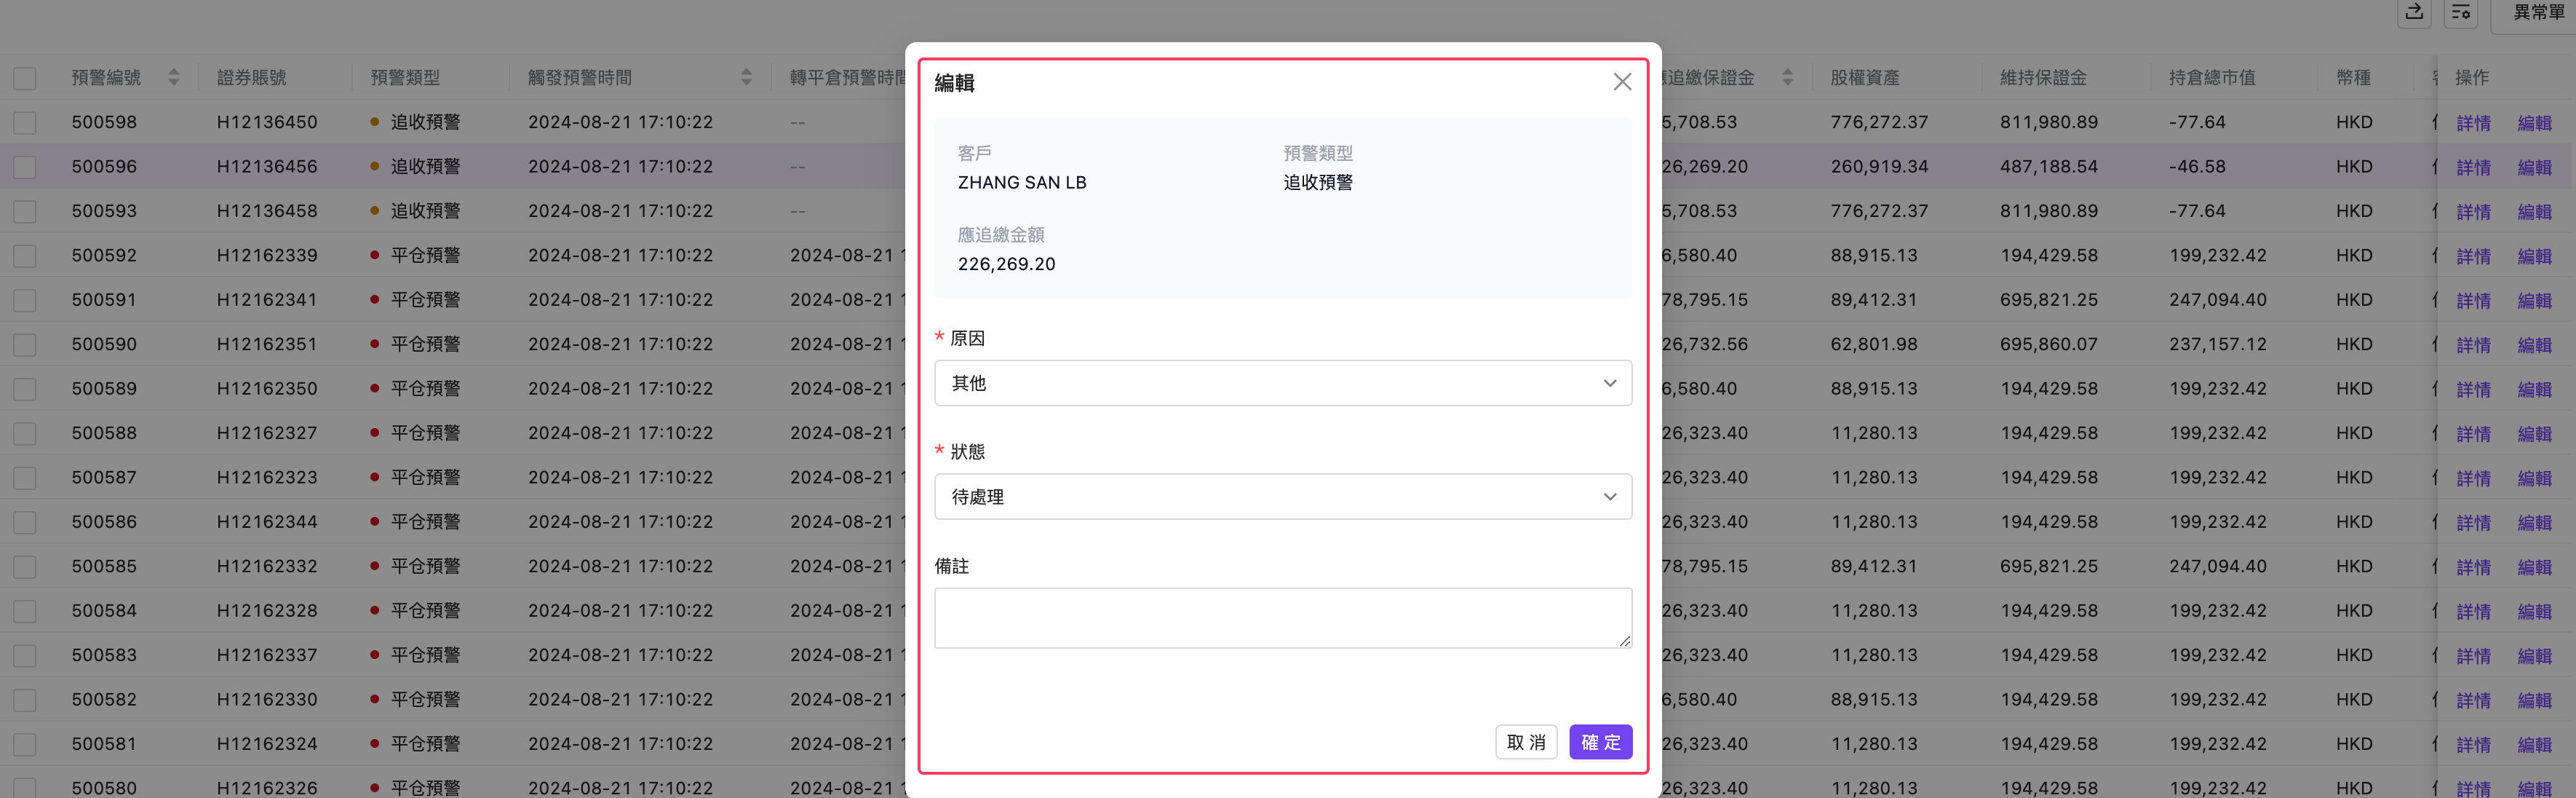 異常單
預警編號 證券賬號 預警類型 觸發預警時間 轉平倉預警時間 追繳保證金 股權資產 維持保證金 持倉總市值 幣種 操作
500598 H12136450 追收預警 2024-08-21 17:10:22 -- 5,708.53 776,272.37 811,980.89 -77.64 HKD 詳情 編輯
500596 H12136456 追收預警 2024-08-21 17:10:22 -- 26,269.20 260,919.34 487,188.54 -46.58 HKD 詳情 編輯
500593 H12136458 追收預警 2024-08-21 17:10:22 -- 5,708.53 776,272.37 811,980.89 -77.64 HKD 詳情 編輯
500592 H12162339 平仓預警 2024-08-21 17:10:22 2024-08-21 1 6,580.40 88,915.13 194,429.58 199,232.42 HKD 詳情 編輯
500591 H12162341 平仓預警 2024-08-21 17:10:22 2024-08-21 1 78,795.15 89,412.31 695,821.25 247,094.40 HKD 詳情 編輯
500590 H12162351 平仓預警 2024-08-21 17:10:22 2024-08-21 1 26,732.56 62,801.98 695,860.07 237,157.12 HKD 詳情 編輯
500589 H12162350 平仓預警 2024-08-21 17:10:22 2024-08-21 1 6,580.40 88,915.13 194,429.58 199,232.42 HKD 詳情 編輯
500588 H12162327 平仓預警 2024-08-21 17:10:22 2024-08-21 1 26,323.40 11,280.13 194,429.58 199,232.42 HKD 詳情 編輯
500587 H12162323 平仓預警 2024-08-21 17:10:22 2024-08-21 1 26,323.40 11,280.13 194,429.58 199,232.42 HKD 詳情 編輯
500586 H12162344 平仓預警 2024-08-21 17:10:22 2024-08-21 1 26,323.40 11,280.13 194,429.58 199,232.42 HKD 詳情 編輯
500585 H12162332 平仓預警 2024-08-21 17:10:22 2024-08-21 1 78,795.15 89,412.31 695,821.25 247,094.40 HKD 詳情 編輯
500584 H12162328 平仓預警 2024-08-21 17:10:22 2024-08-21 1 26,323.40 11,280.13 194,429.58 199,232.42 HKD 詳情 編輯
500583 H12162337 平仓預警 2024-08-21 17:10:22 2024-08-21 1 26,323.40 11,280.13 194,429.58 199,232.42 HKD 詳情 編輯
500582 H12162330 平仓預警 2024-08-21 17:10:22 2024-08-21 1 6,580.40 88,915.13 194,429.58 199,232.42 HKD 詳情 編輯
500581 H12162324 平仓預警 2024-08-21 17:10:22 2024-08-21 1 26,323.40 11,280.13 194,429.58 199,232.42 HKD 詳情 編輯
500580 H12162326 平仓預警 2024-08-21 17:10:22 2024-08-21 1 26,323.40 11,280.13 194,429.58 199,232.42 HKD 詳情 編輯
編輯
客戶 預警類型
ZHANG SAN LB 追收預警
應追繳金額
226,269.20
* 原因
其他
* 狀態
待處理
備註
取 消 確 定